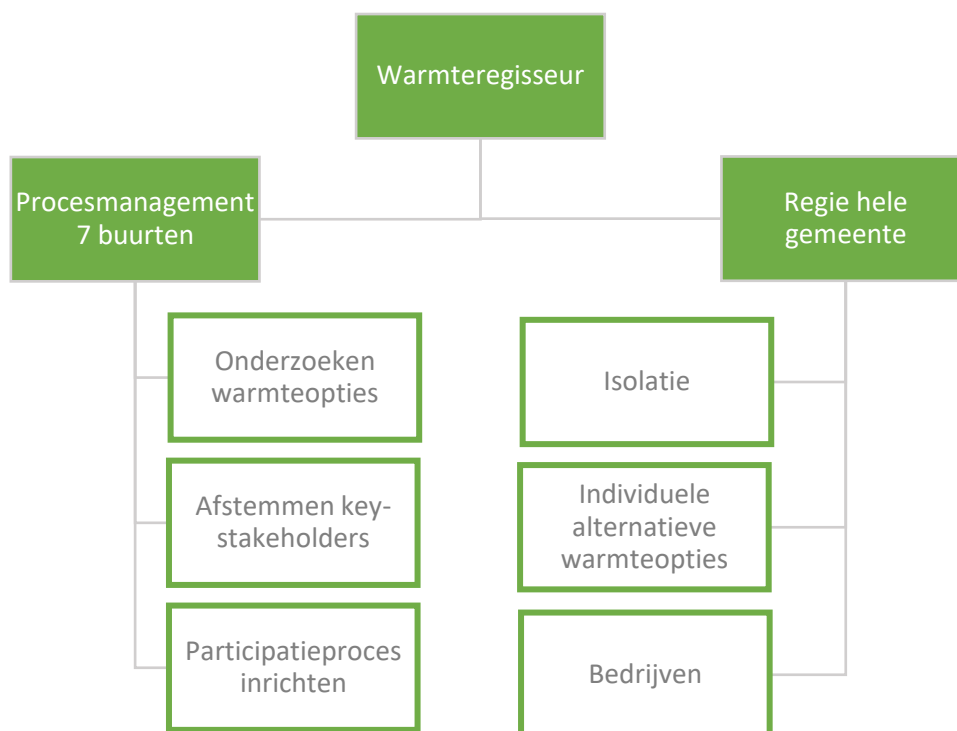 Warmteregisseur
Procesmanagement
7 buurten
Regie hele
gemeente
Onderzoeken
warmteopties
Afstemmen key-
stakeholders
Participatieproces
inrichten
Isolatie
Individuele
alternatieve
warmteopties
Bedrijven